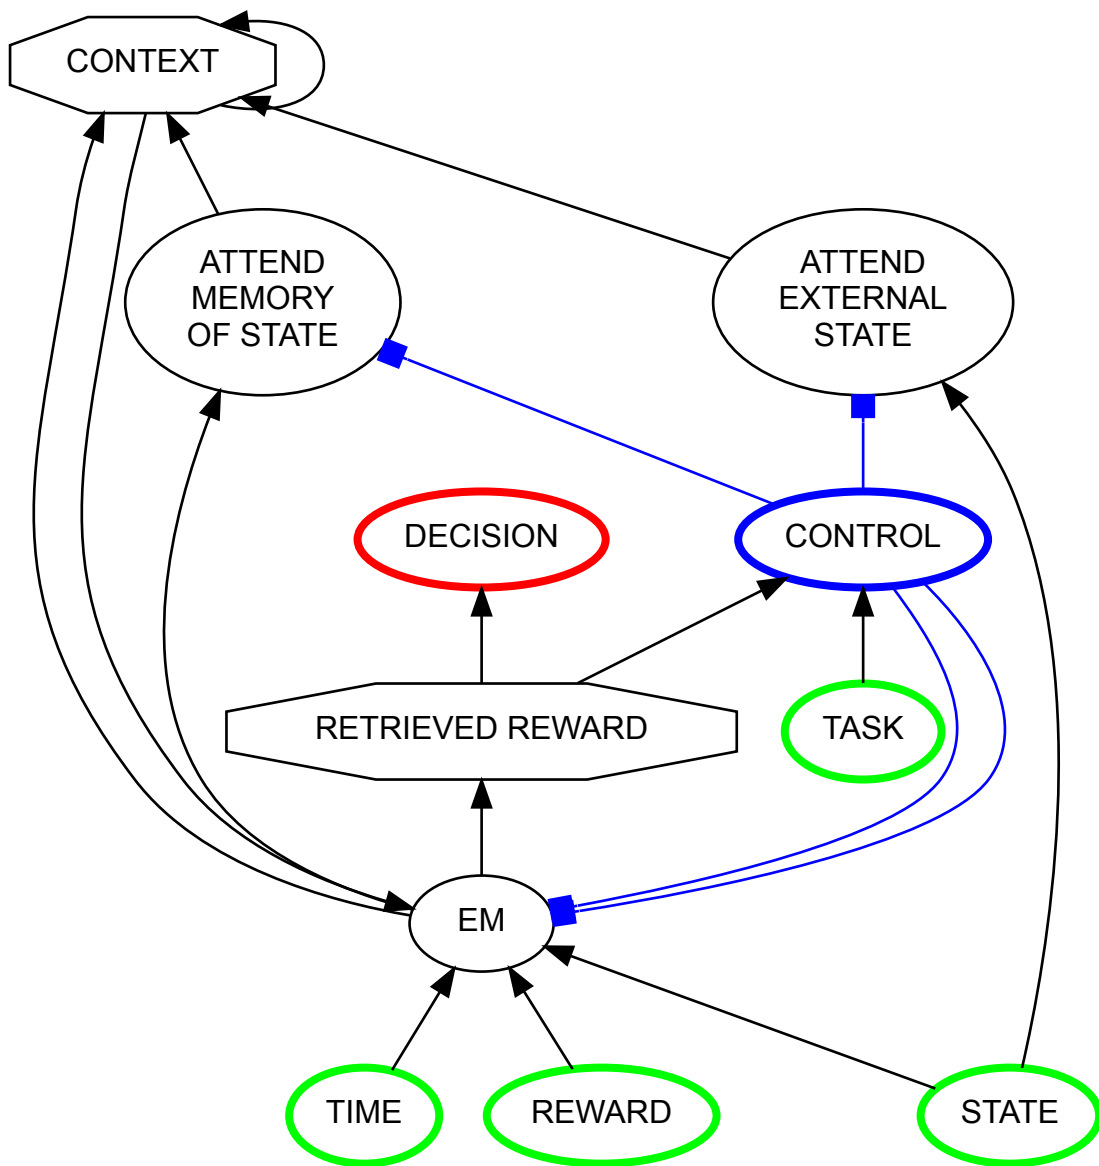 CONTEXT
ATTEND
MEMORY
OF STATE
ATTEND
EXTERNAL
STATE
DECISION
CONTROL
RETRIEVED REWARD
TASK
EM
TIME
REWARD
STATE